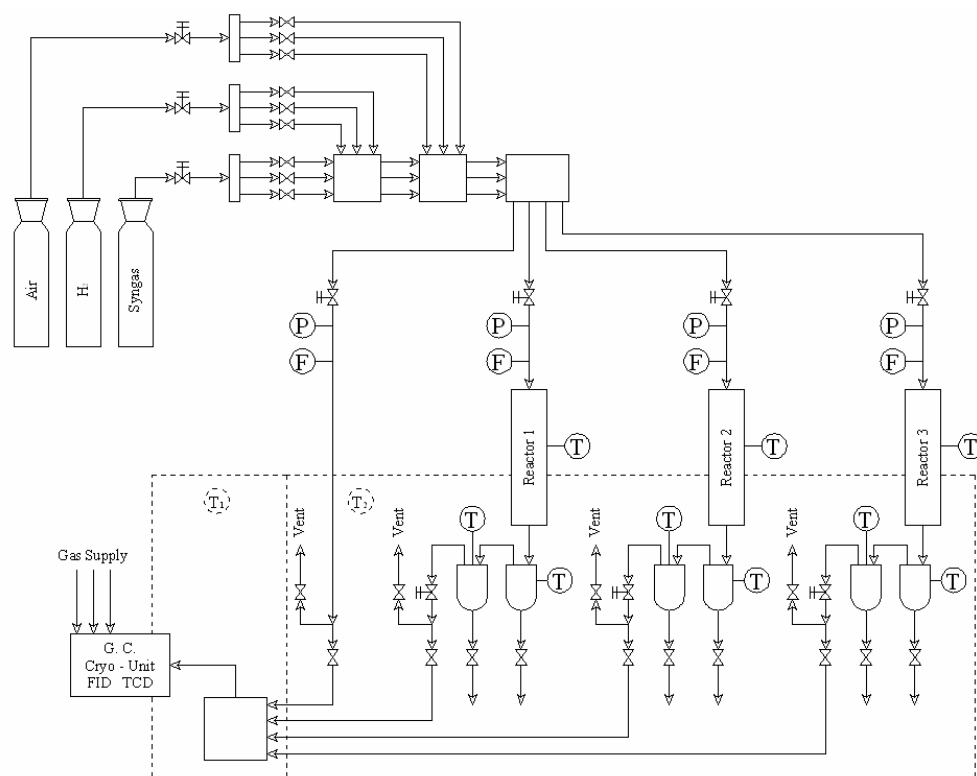 Air
H₂
Syngas
P
P
P
P
F
F
F
F
Reactor 1
Reactor 2
Reactor 3
T
T
T
T₁
T₂
Vent
Vent
Vent
Vent
T
T
T
T
T
T
Gas Supply
G. C.
Cryo - Unit
FID TCD